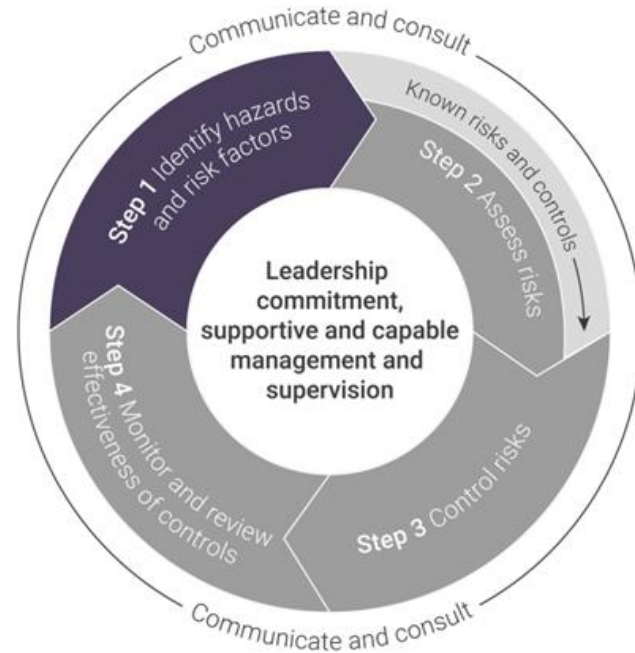 Communicate and consult
Step 1 Identify hazards
and risk factors
Known risks and controls
Step 2 Assess risks
Leadership
commitment,
supportive and capable
management and
supervision
Step 3 Control risks
Step 4 Monitor and review
effectiveness of controls
Communicate and consult